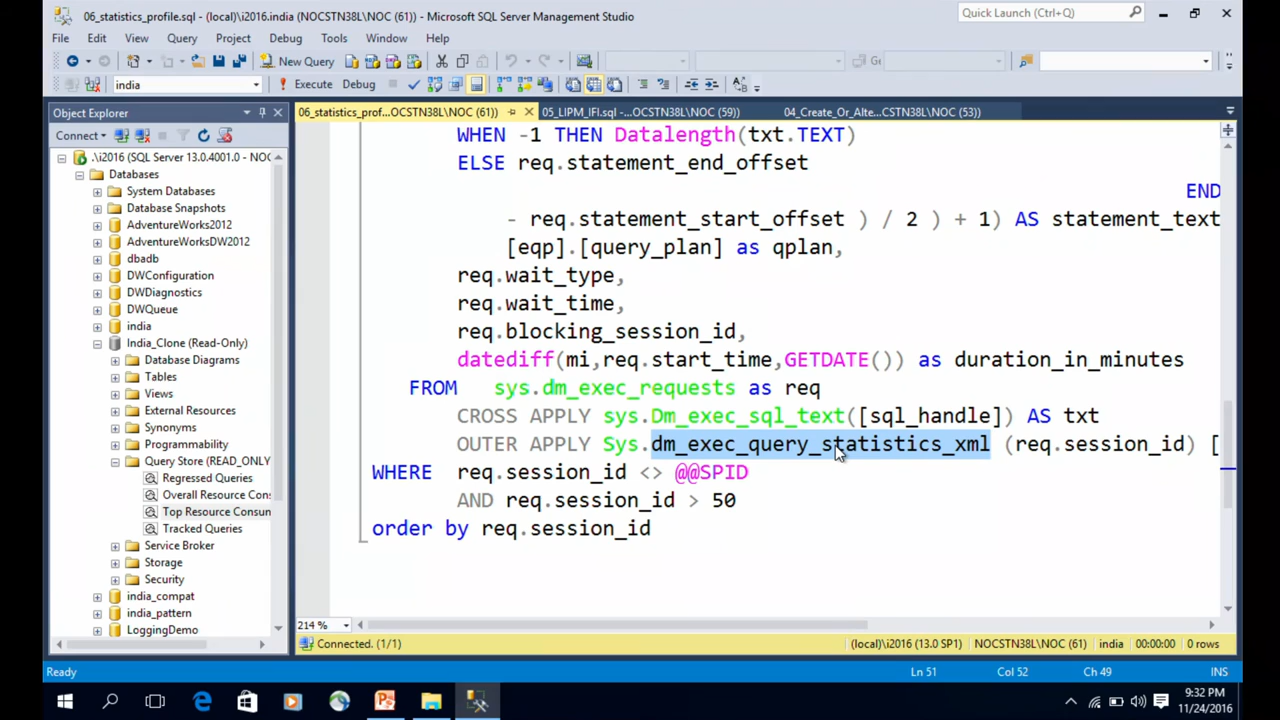 06_statistics_profile.sql - (local)\i2016.india (NOCSTN38L\NOC (61)) - Microsoft SQL Server Management Studio
Quick Launch (Ctrl+Q)
File Edit View Query Project Debug Tools Window Help
New Query
india
Execute Debug
Object Explorer
06_statistics_prof...OCSTN38L\NOC (61))
05_LIPM_IFI.sql -...OCSTN38L\NOC (59))
04_Create_Or_Alte...CSTN38L\NOC (53))
Connect
.\i2016 (SQL Server 13.0.4001.0 - NOC
Databases
System Databases
Database Snapshots
AdventureWorks2012
AdventureWorksDW2012
dbadb
DWConfiguration
DWDiagnostics
DWQueue
india
India_Clone (Read-Only)
Database Diagrams
Tables
Views
External Resources
Synonyms
Programmability
Query Store (READ_ONLY
Regressed Queries
Overall Resource Con
Top Resource Consum
Tracked Queries
Service Broker
Storage
Security
india_compat
india_pattern
LoggingDemo
WHEN -1 THEN Datalength(txt.TEXT)
ELSE req.statement_end_offset
END
- req.statement_start_offset ) / 2 ) + 1) AS statement_text
[eqp].[query_plan] as qplan,
req.wait_type,
req.wait_time,
req.blocking_session_id,
datediff(mi,req.start_time,GETDATE()) as duration_in_minutes
FROM sys.dm_exec_requests as req
CROSS APPLY sys.Dm_exec_sql_text([sql_handle]) AS txt
OUTER APPLY Sys.dm_exec_query_statistics_xml (req.session_id) [
WHERE req.session_id <> @@SPID
AND req.session_id > 50
order by req.session_id
214 %
Connected. (1/1)
(local)\i2016 (13.0 SP1) NOCSTN38L\NOC (61) india 00:00:00 0 rows
Ready
Ln 51 Col 52 Ch 49 INS
9:32 PM
11/24/2016